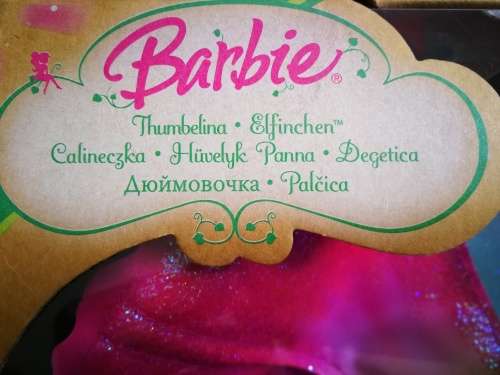 Barbie®
Thumbelina • Elfinchen™
Calineczka • Hüvelyk Panna • Degetica
Дюймовочка • Palčica